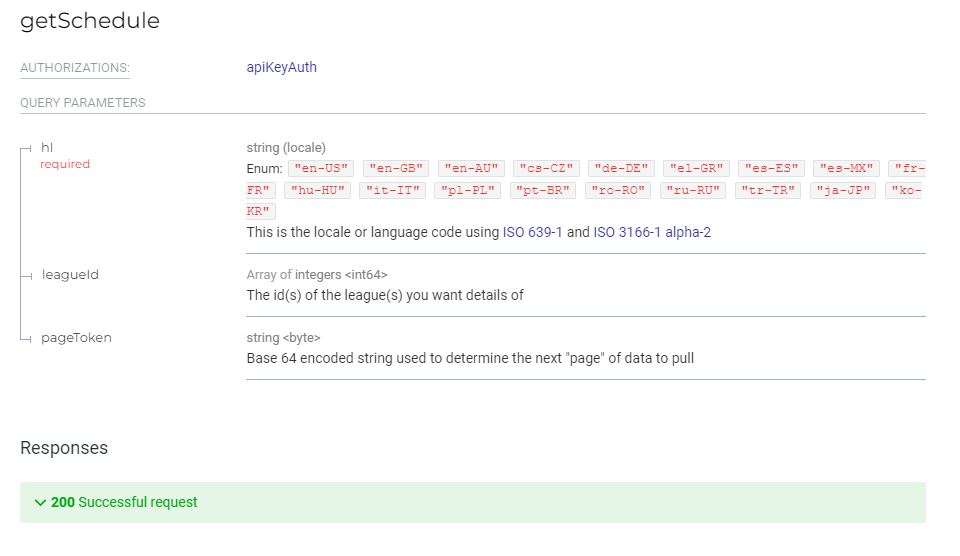 getSchedule
AUTHORIZATIONS: apiKeyAuth
QUERY PARAMETERS
hl string (locale)
required
Enum: "en-US" "en-GB" "en-AU" "cs-CZ" "de-DE" "el-GR" "es-ES" "es-MX" "fr-
FR" "hu-HU" "it-IT" "pl-PL" "pt-BR" "ro-RO" "ru-RU" "tr-TR" "ja-JP" "ko-
KR"
This is the locale or language code using ISO 639-1 and ISO 3166-1 alpha-2
leagueId Array of integers <int64>
The id(s) of the league(s) you want details of
pageToken string <byte>
Base 64 encoded string used to determine the next "page" of data to pull
Responses
200 Successful request